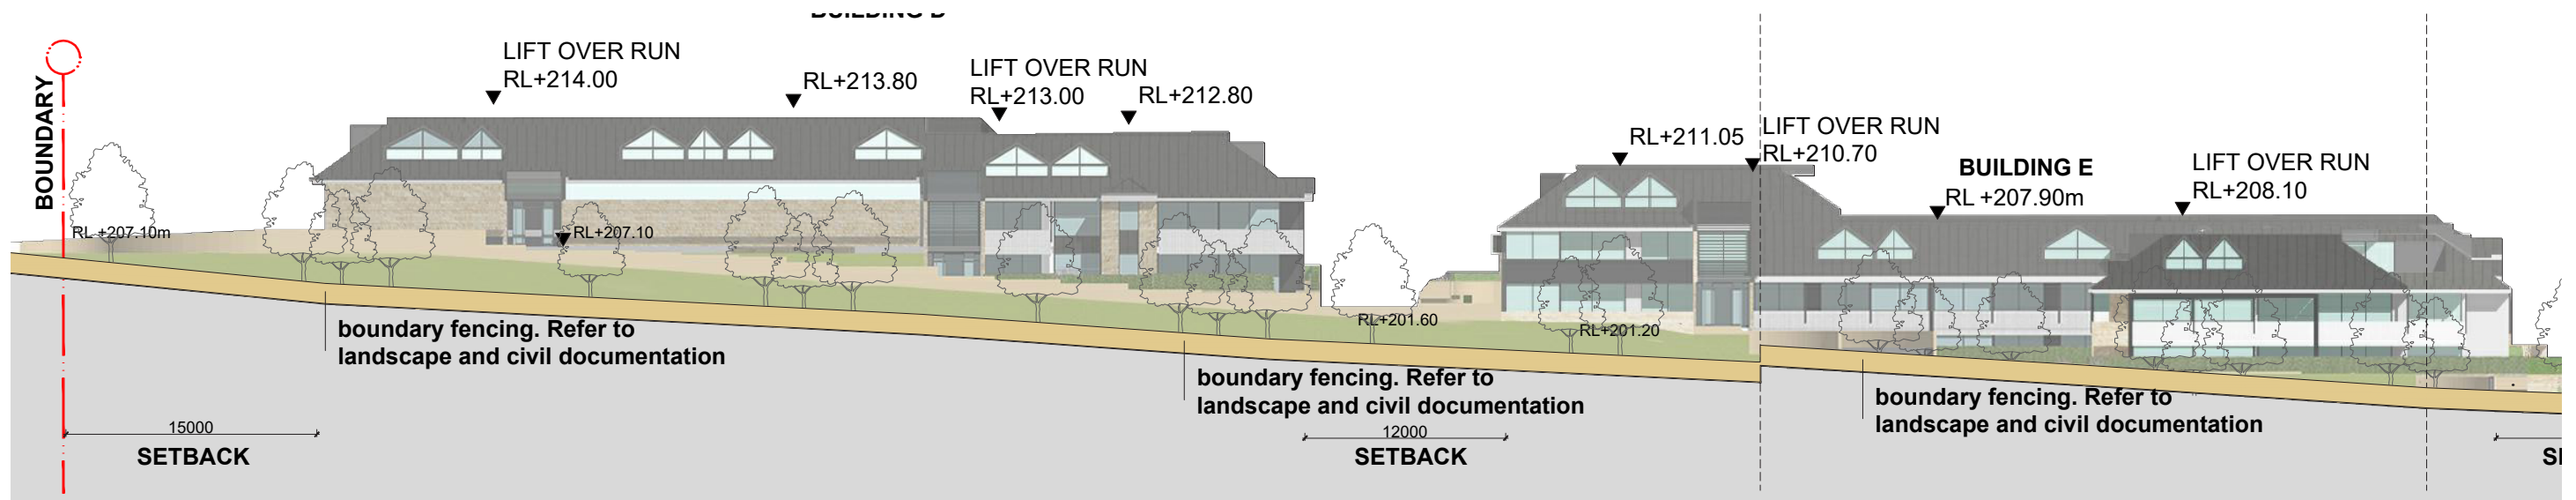 BUILDING D
LIFT OVER RUN
RL+214.00
RL+213.80
LIFT OVER RUN
RL+213.00
RL+212.80
RL+211.05
LIFT OVER RUN
RL+210.70
BUILDING E
RL +207.90m
LIFT OVER RUN
RL+208.10
BOUNDARY
RL +207.10m
RL+207.10
RL+201.60
RL+201.20
boundary fencing. Refer to
landscape and civil documentation
boundary fencing. Refer to
landscape and civil documentation
boundary fencing. Refer to
landscape and civil documentation
15000
SETBACK
12000
SETBACK